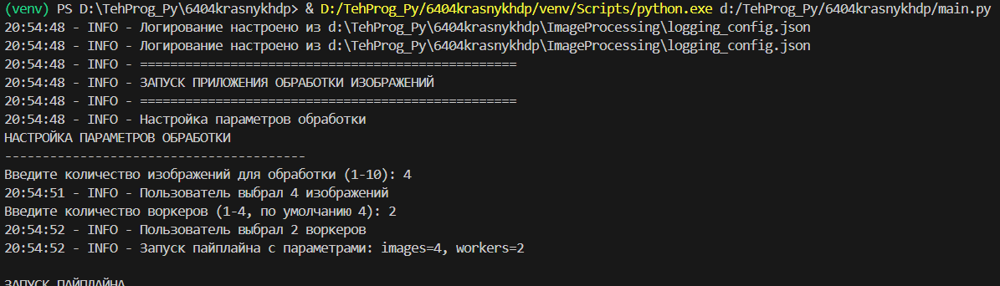 (venv) PS D:\TehProg_Py\6404krasnykhdp> & D:/TehProg_Py/6404krasnykhdp/venv/Scripts/python.exe d:/TehProg_Py/6404krasnykhdp/main.py
20:54:48 - INFO - Логирование настроено из d:\TehProg_Py\6404krasnykhdp\ImageProcessing\logging_config.json
20:54:48 - INFO - Логирование настроено из d:\TehProg_Py\6404krasnykhdp\ImageProcessing\logging_config.json
20:54:48 - INFO - ==================================================
20:54:48 - INFO - ЗАПУСК ПРИЛОЖЕНИЯ ОБРАБОТКИ ИЗОБРАЖЕНИЙ
20:54:48 - INFO - ==================================================
20:54:48 - INFO - Настройка параметров обработки
НАСТРОЙКА ПАРАМЕТРОВ ОБРАБОТКИ
----------------------------------------
Введите количество изображений для обработки (1-10): 4
20:54:51 - INFO - Пользователь выбрал 4 изображений
Введите количество воркеров (1-4, по умолчанию 4): 2
20:54:52 - INFO - Пользователь выбрал 2 воркеров
20:54:52 - INFO - Запуск пайплайна с параметрами: images=4, workers=2
ЗАПУСК ПАЙПЛАЙНА